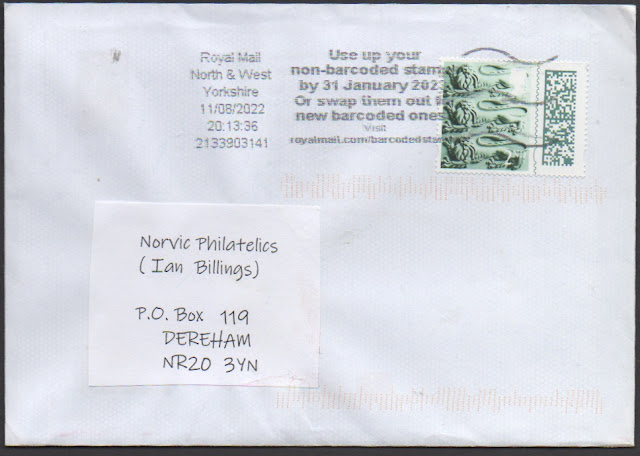 Royal Mail
North & West
Yorkshire
11/08/2022
20:13:36
2133903141
Use up your
non-barcoded stam
by 31 January 2023
Or swap them out f
new barcoded ones
Visit
royalmail.com/barcodedstam
Norvic Philatelics
( Ian Billings)
P.O. Box 119
DEREHAM
NR20 3YN